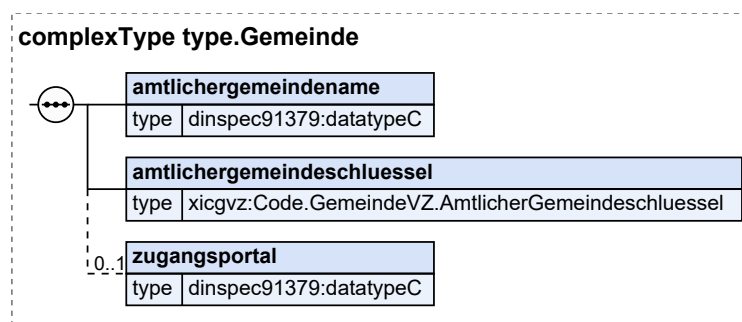 complexType type.Gemeinde
amtlichergemeindename
type dinspec91379:datatypeC
amtlichergemeindeschluessel
type xicgvz:Code.GemeindeVZ.AmtlicherGemeindeschluessel
0..1 zugangsportal
type dinspec91379:datatypeC